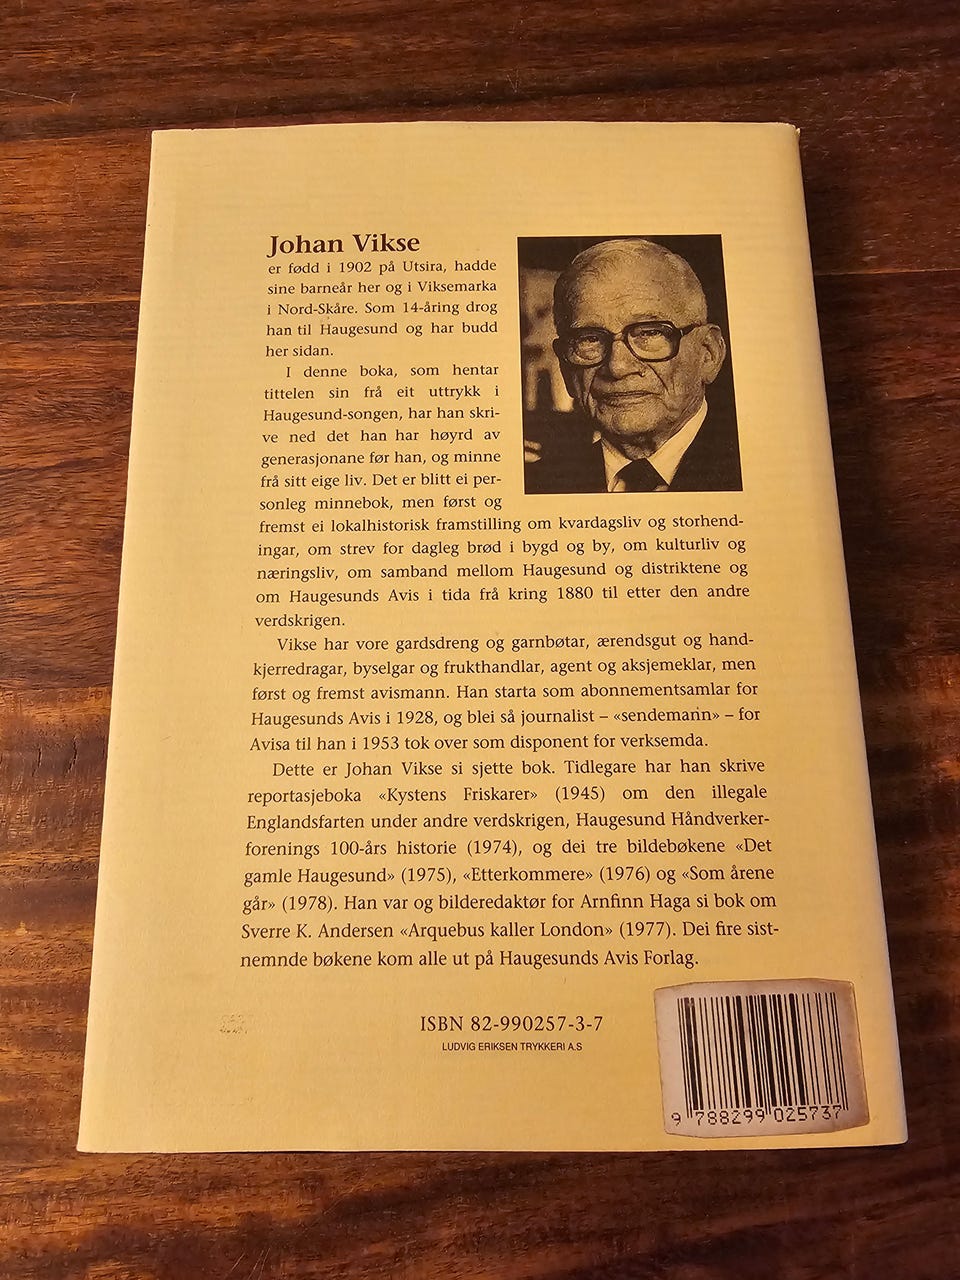 Johan Vikse
er fødd i 1902 på Utsira, hadde
sine barneår her og i Viksemarka
i Nord-Skåre. Som 14-åring drog
han til Haugesund og har budd
her sidan.
I denne boka, som hentar
tittelen sin frå eit uttrykk i
Haugesund-songen, har han skri-
ve ned det han har høyrd av
generasjonane før han, og minne
frå sitt eige liv. Det er blitt ei per-
sonleg minnebok, men først og
fremst ei lokalhistorisk framstilling om kvardagsliv og storhend-
ingar, om strev for dagleg brød i bygd og by, om kulturliv og
næringsliv, om samband mellom Haugesund og distriktene og
om Haugesunds Avis i tida frå kring 1880 til etter den andre
verdskrigen.
Vikse har vore gardsdreng og garnbøtar, ærendsgut og hand-
kjerredragar, byselgar og frukthandlar, agent og aksjemeklar, men
først og fremst avismann. Han starta som abonnementsamlar for
Haugesunds Avis i 1928, og blei så journalist – «sendemann» – for
Avisa til han i 1953 tok over som disponent for verksemda.
Dette er Johan Vikse si sjette bok. Tidlegare har han skrive
reportasjeboka «Kystens Friskarer» (1945) om den illegale
Englandsfarten under andre verdskrigen, Haugesund Håndverker-
forenings 100-års historie (1974), og dei tre bildebøkene «Det
gamle Haugesund» (1975), «Etterkommere» (1976) og «Som årene
går» (1978). Han var og bilderedaktør for Arnfinn Haga si bok om
Sverre K. Andersen «Arquebus kaller London» (1977). Dei fire sist-
nemnde bøkene kom alle ut på Haugesunds Avis Forlag.
ISBN 82-990257-3-7
LUDVIG ERIKSEN TRYKKERI A.S
9 788299 025737